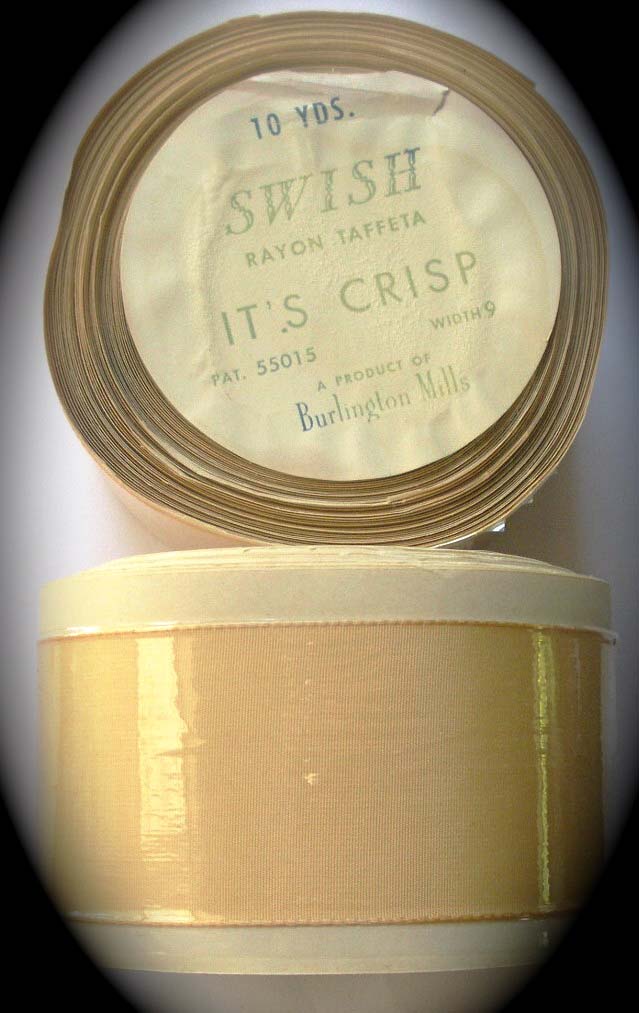 10 YDS.
SWISH
RAYON TAFFETA
IT'S CRISP
WIDTH 9
PAT. 55015
A PRODUCT OF
Burlington Mills